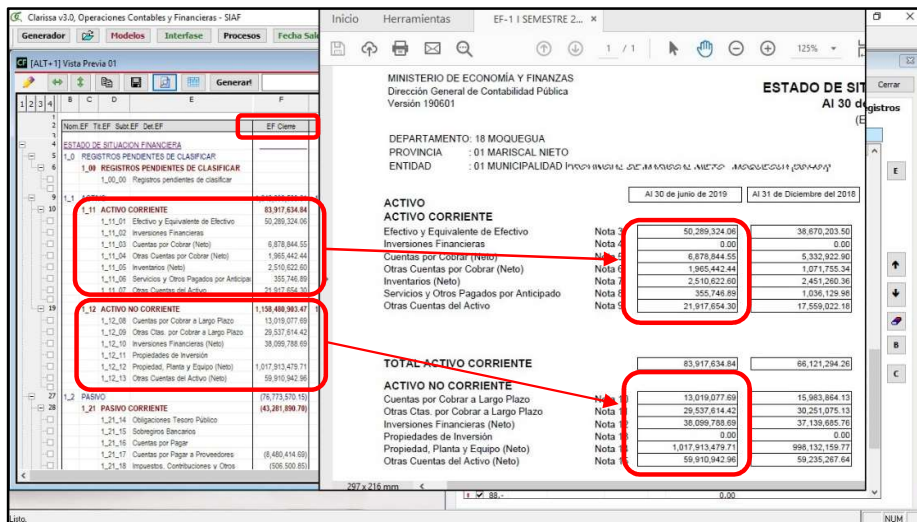 Clarissa v3.0, Operaciones Contables y Financieras - SIAF
Generador Modelos Interfase Procesos Fecha Sal
[ALT+1] Vista Previa 01
Generar!
1 2 3 4 B C D E F
Nom.EF Tit.EF Subt.EF Det.EF EF Cierre
ESTADO DE SITUACION FINANCIERA
1_0 REGISTROS PENDIENTES DE CLASIFICAR
1_00 REGISTROS PENDIENTES DE CLASIFICAR
1_00_00 Registros pendientes de clasificar
1_11 ACTIVO CORRIENTE 83,917,634.84
1_11_01 Efectivo y Equivalente de Efectivo 50,289,324.06
1_11_02 Inversiones Financieras
1_11_03 Cuentas por Cobrar (Neto) 6,878,844.55
1_11_04 Otras Cuentas por Cobrar (Neto) 1,965,442.44
1_11_05 Inventarios (Neto) 2,510,622.60
1_11_06 Servicios y Otros Pagados por Anticipa 355,746.89
1_11_07 Otras Cuentas del Activo 21,917,654.30
1_12 ACTIVO NO CORRIENTE 1,158,480,903.47
1_12_08 Cuentas por Cobrar a Largo Plazo 13,019,077.69
1_12_09 Otras Ctas. por Cobrar a Largo Plazo 29,537,614.42
1_12_10 Inversiones Financieras (Neto) 38,099,788.69
1_12_11 Propiedades de Inversión
1_12_12 Propiedad, Planta y Equipo (Neto) 1,017,913,479.71
1_12_13 Otras Cuentas del Activo (Neto) 59,910,942.96
1_2 PASIVO (76,773,570.15)
1_21 PASIVO CORRIENTE (43,281,890.78)
1_21_14 Obligaciones Tesoro Público
1_21_15 Sobregiros Bancarios
1_21_16 Cuentas por Pagar
1_21_17 Cuentas por Pagar a Proveedores (8,480,414.69)
1_21_18 Impuestos, Contribuciones y Otros (506,500.85)
Listo.
Inicio Herramientas EF-1 I SEMESTRE 2... ×
1 / 1 125%
MINISTERIO DE ECONOMÍA Y FINANZAS
Dirección General de Contabilidad Pública
Versión 190601
ESTADO DE SIT
Al 30 d
(E
DEPARTAMENTO: 18 MOQUEGUA
PROVINCIA : 01 MARISCAL NIETO
ENTIDAD : 01 MUNICIPALIDAD
Al 30 de junio de 2019 Al 31 de Diciembre del 2018
ACTIVO
ACTIVO CORRIENTE
Efectivo y Equivalente de Efectivo Nota 3 50,289,324.06 38,670,203.50
Inversiones Financieras Nota 4 0.00 0.00
Cuentas por Cobrar (Neto) Nota 5 6,878,844.55 5,332,922.90
Otras Cuentas por Cobrar (Neto) Nota 6 1,965,442.44 1,071,755.34
Inventarios (Neto) Nota 7 2,510,622.60 2,451,260.36
Servicios y Otros Pagados por Anticipado Nota 8 355,746.89 1,036,129.98
Otras Cuentas del Activo Nota 9 21,917,654.30 17,559,022.18
TOTAL ACTIVO CORRIENTE 83,917,634.84 66,121,294.26
ACTIVO NO CORRIENTE
Cuentas por Cobrar a Largo Plazo Nota 10 13,019,077.69 15,983,864.13
Otras Ctas. por Cobrar a Largo Plazo Nota 11 29,537,614.42 30,251,075.13
Inversiones Financieras (Neto) Nota 12 38,099,788.69 37,139,685.76
Propiedades de Inversión Nota 0.00 0.00
Propiedad, Planta y Equipo (Neto) Nota 1,017,913,479.71 998,132,159.77
Otras Cuentas del Activo (Neto) Nota 59,910,942.96 59,235,267.64
297 x 216 mm
88.- 0.00
Cerrar
gistros
E
B
C
NUM